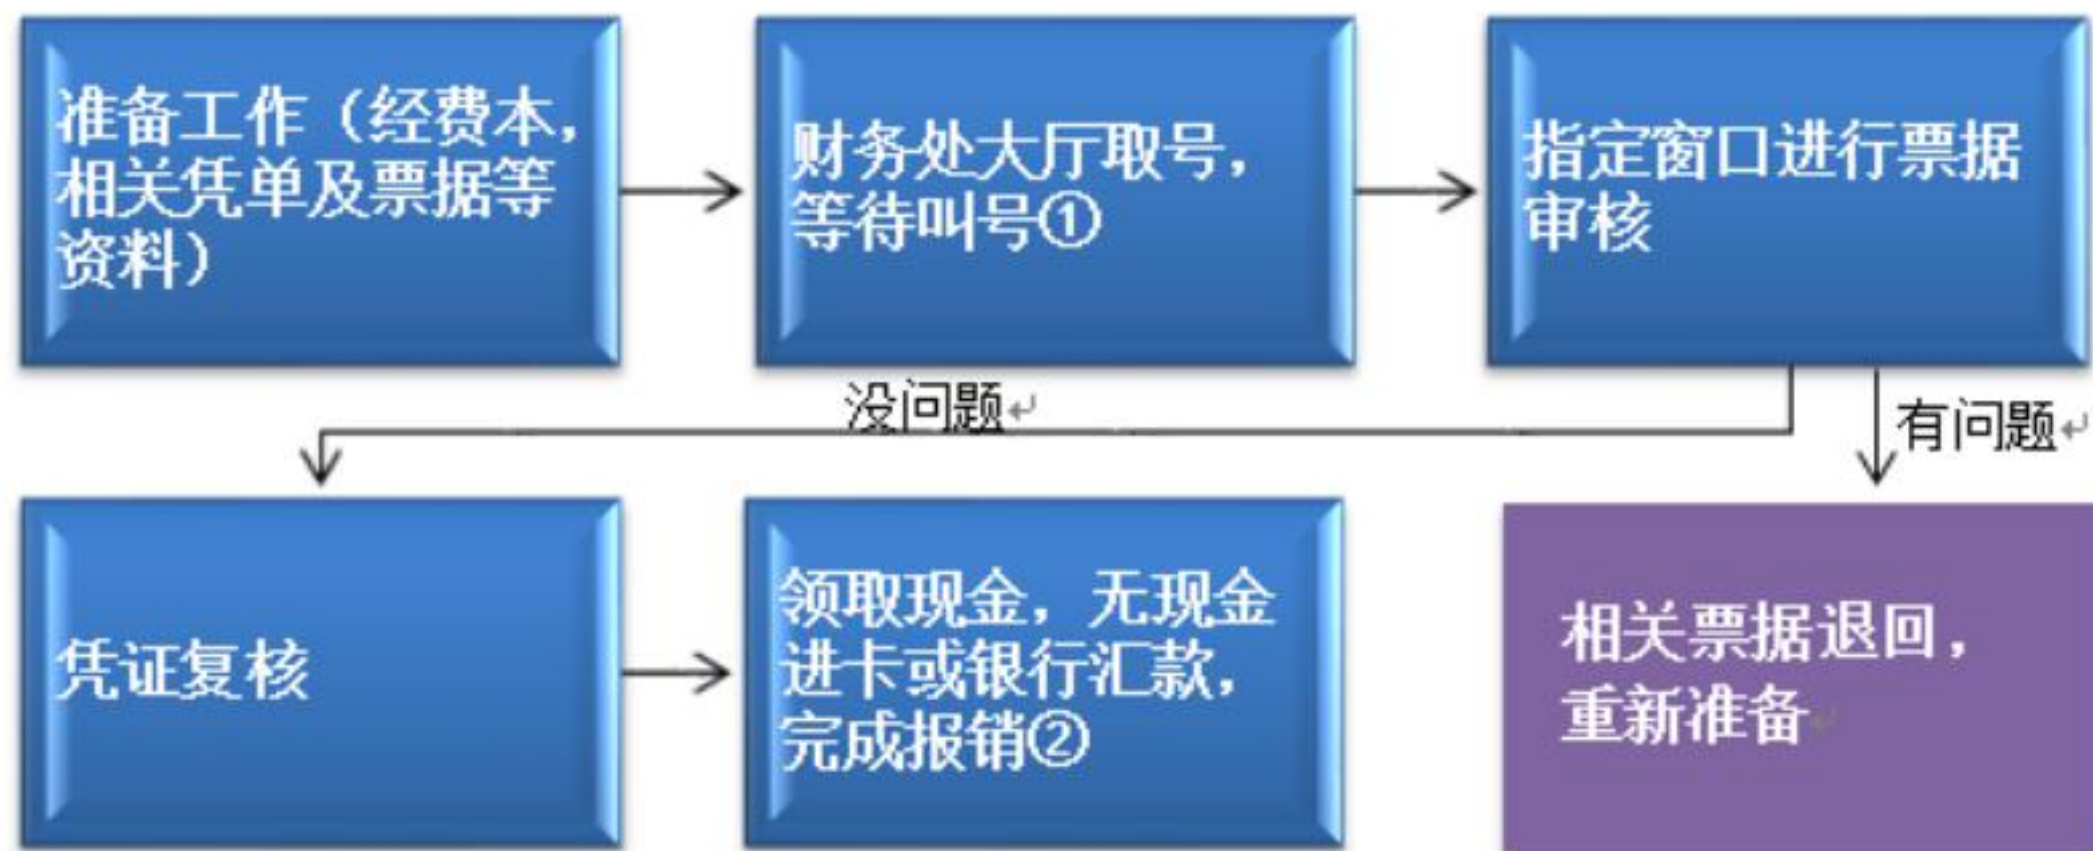 准备工作（经费本，
相关凭单及票据等
资料）
财务处大厅取号，
等待叫号①
指定窗口进行票据
审核
没问题
有问题
凭证复核
领取现金，无现金
进卡或银行汇款，
完成报销②
相关票据退回，
重新准备